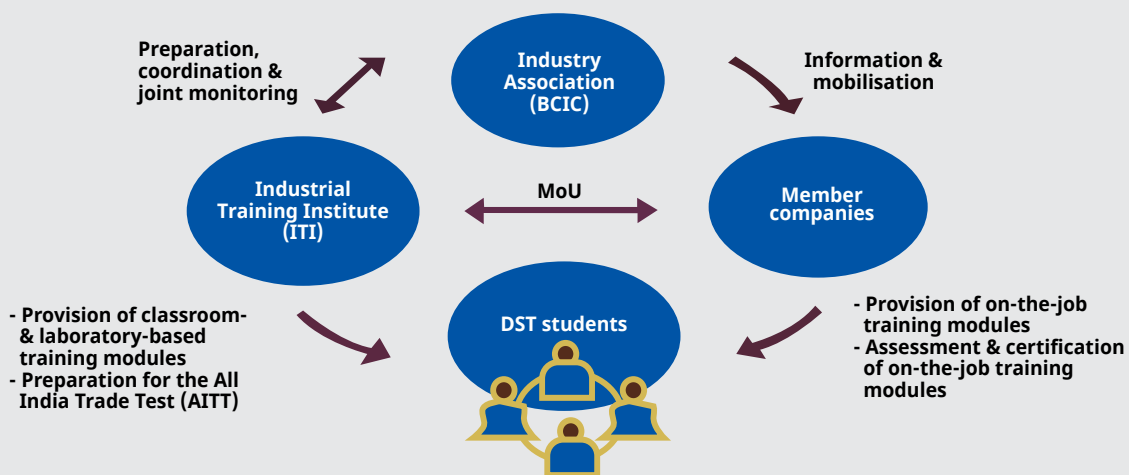 Preparation,
coordination &
joint monitoring
Industry
Association
(BCIC)
Information &
mobilisation
Industrial
Training Institute
(ITI)
MoU
Member
companies
- Provision of classroom-
& laboratory-based
training modules
- Preparation for the All
India Trade Test (AITT)
DST students
- Provision of on-the-job
training modules
- Assessment & certification
of on-the-job training
modules